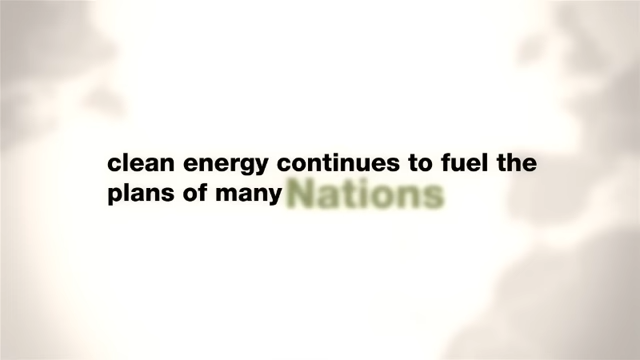 clean energy continues to fuel the
plans of many Nations